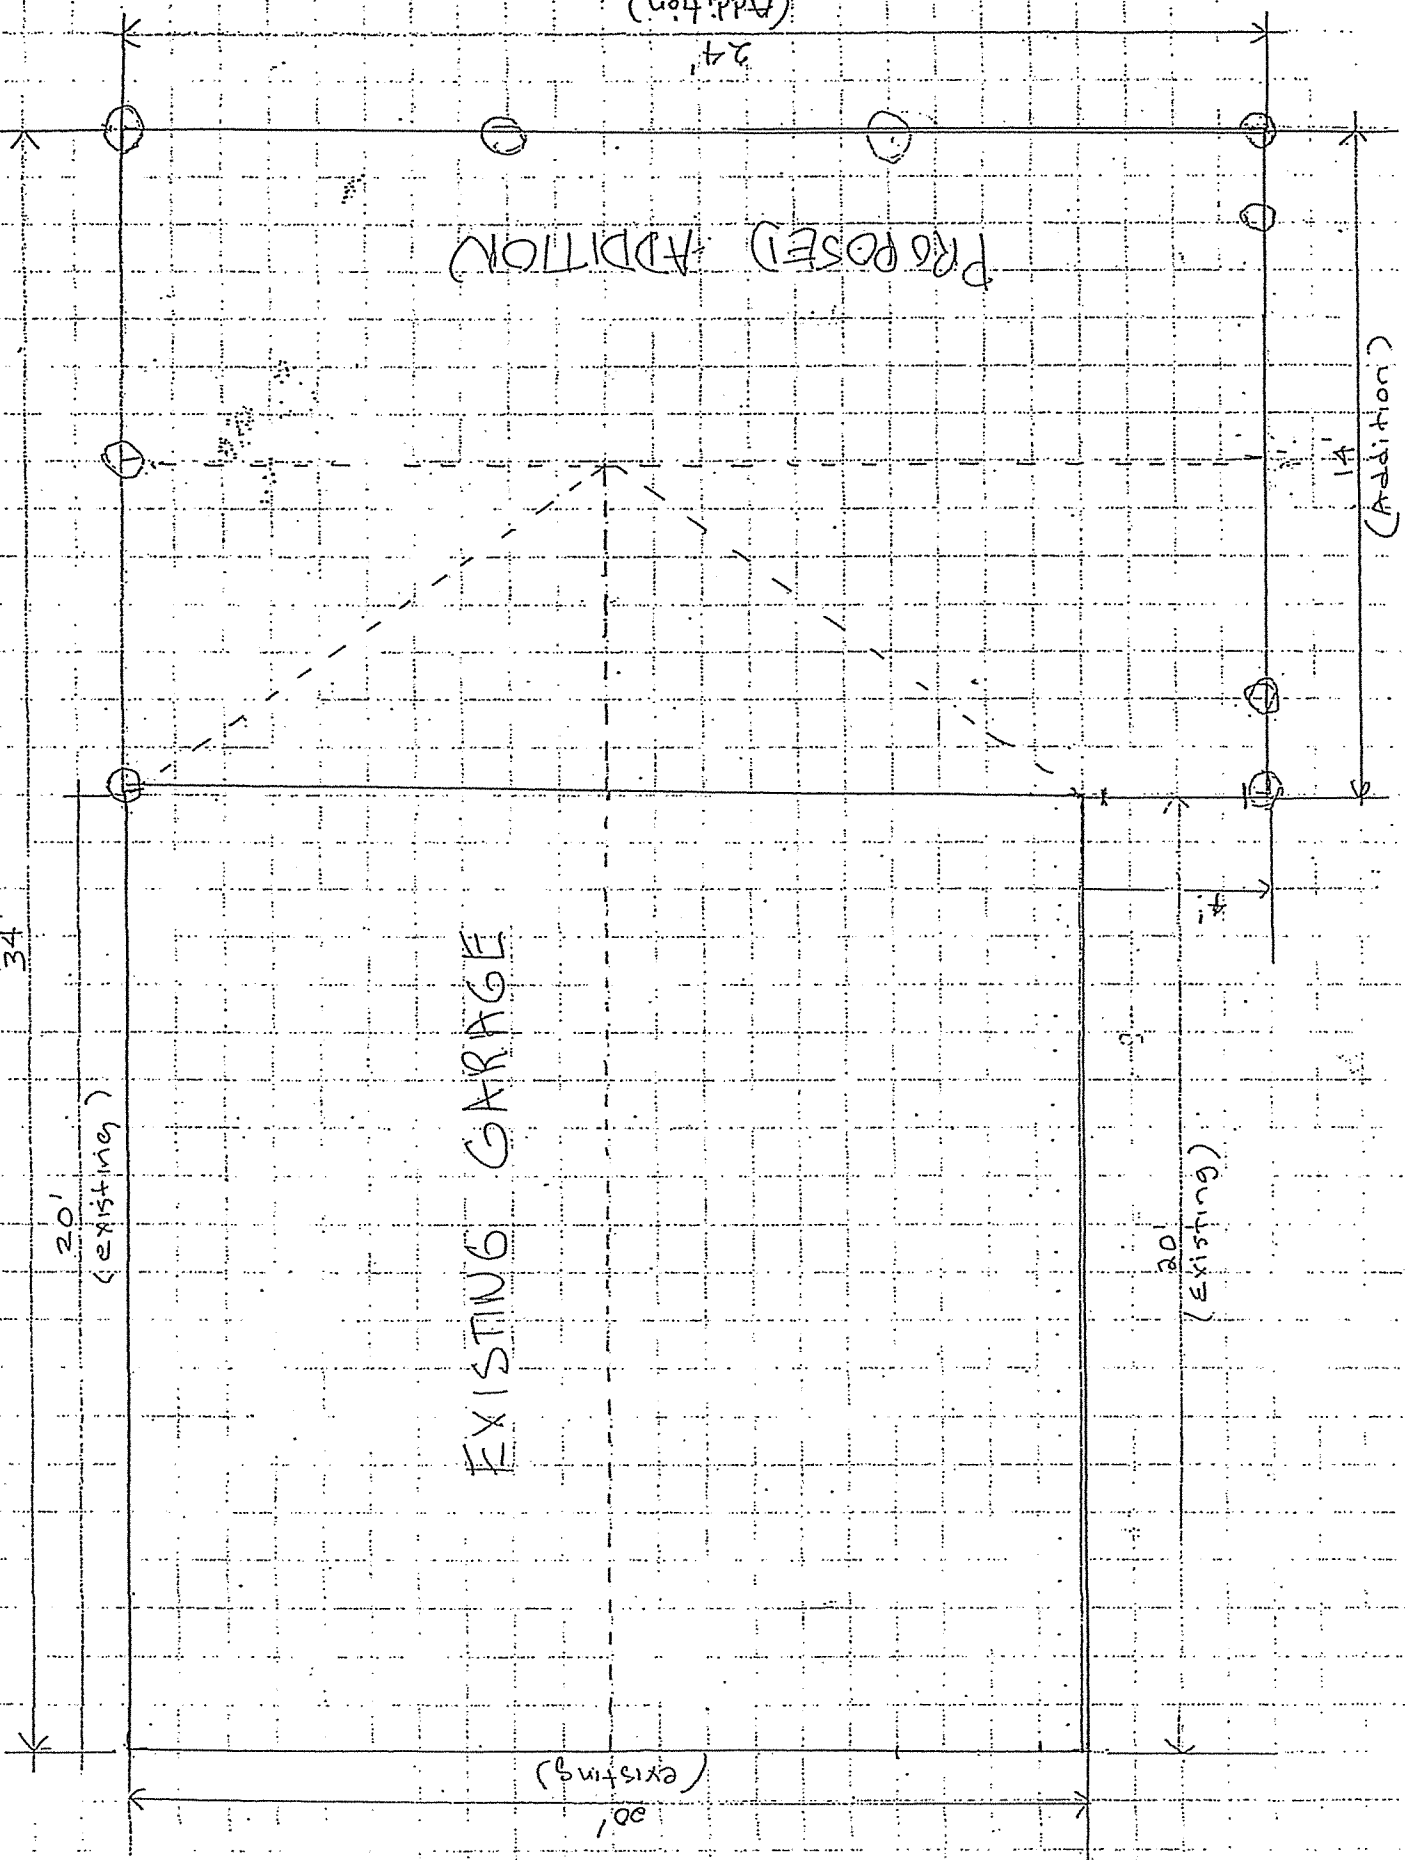 24'
(Addition)
PROPOSED ADDITION
14'
(Addition)
34'
20'
(existing)
EXISTING GARAGE
4'
20'
(Existing)
20'
(existing)